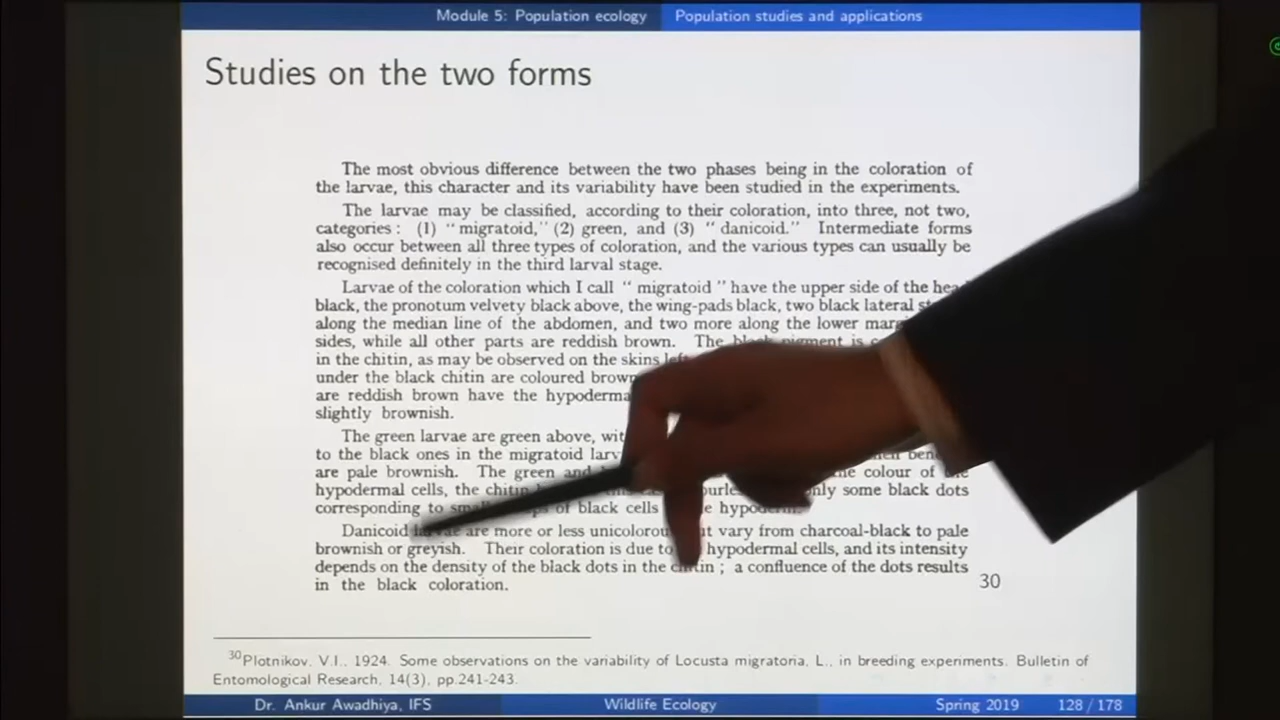 Module 5: Population ecology Population studies and applications
Studies on the two forms
The most obvious difference between the two phases being in the coloration of
the larvae, this character and its variability have been studied in the experiments.
The larvae may be classified, according to their coloration, into three, not two,
categories : (1) " migratoid," (2) green, and (3) " danicoid." Intermediate forms
also occur between all three types of coloration, and the various types can usually be
recognised definitely in the third larval stage.
Larvae of the coloration which I call " migratoid " have the upper side of the
black, the pronotum velvety black above, the wing-pads black, two black lateral
along the median line of the abdomen, and two more along the lower
sides, while all other parts are reddish brown. The black pigment is
in the chitin, as may be observed on the skins
under the black chitin are coloured
are reddish brown have the
slightly brownish.
The green larvae are green above,
to the black ones in the migratoid
are pale brownish. The green and the colour of
hypodermal cells, the chitin only some black dots
corresponding to of black cells
Danicoid larvae are more or less vary from charcoal-black to pale
brownish or greyish. Their coloration is due to hypodermal cells, and its intensity
depends on the density of the black dots in the chitin ; a confluence of the dots results
in the black coloration.
30
30 Plotnikov, V.I., 1924. Some observations on the variability of Locusta migratoria, L., in breeding experiments. Bulletin of
Entomological Research, 14(3), pp.241-243.
Dr. Ankur Awadhiya, IFS Wildlife Ecology Spring 2019 128 / 178